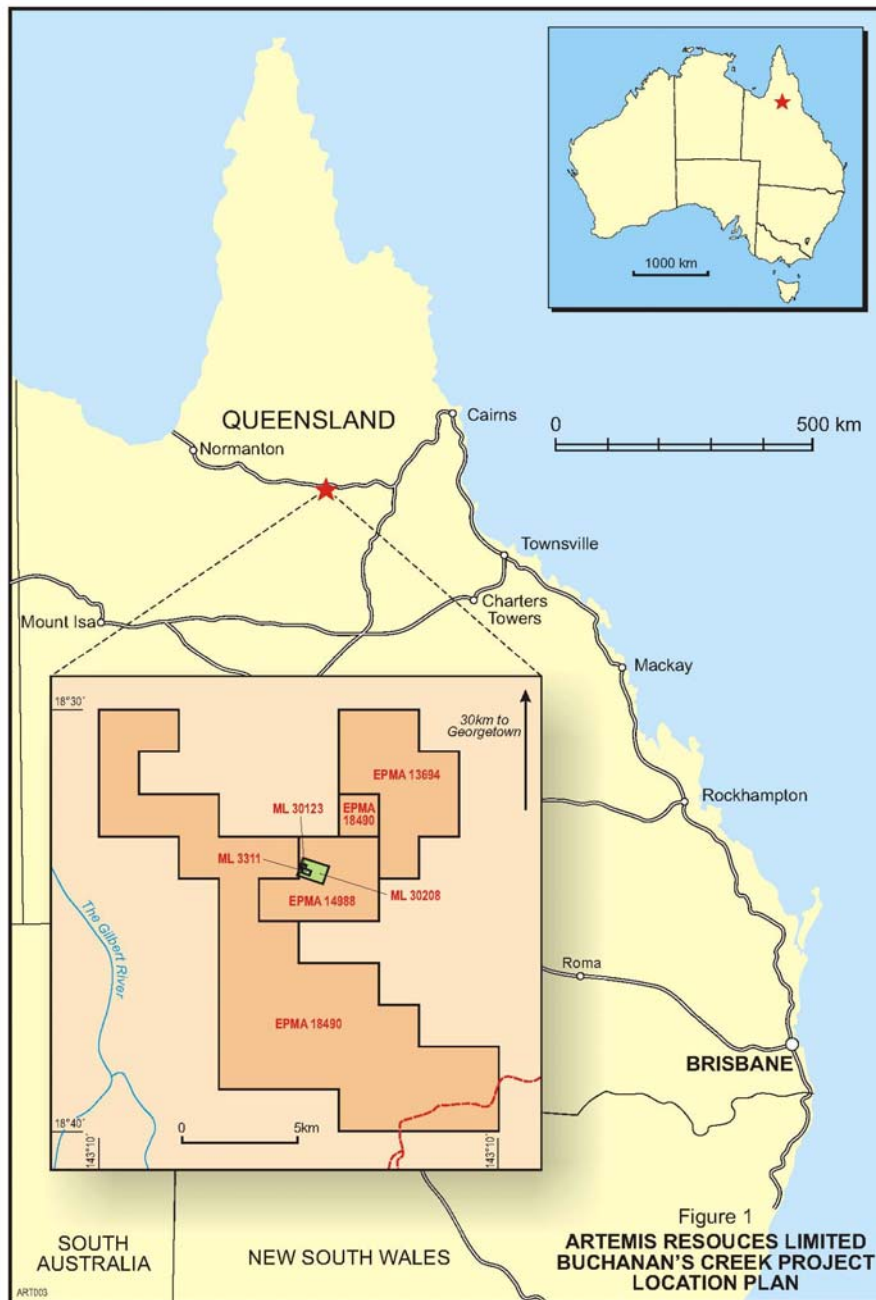 1000 km
QUEENSLAND
Cairns
0 500 km
Normanton
Townsville
Charters
Towers
Mount Isa
Mackay
18°30´
30km to
Georgetown
EPMA 13694
ML 30123
EPMA
18490
ML 3311
ML 30208
EPMA 14988
Rockhampton
The Gilbert River
Roma
EPMA 18490
BRISBANE
0 5km
18°40´
143°10´
143°10´
SOUTH
AUSTRALIA
NEW SOUTH WALES
Figure 1
ARTEMIS RESOUCES LIMITED
BUCHANAN'S CREEK PROJECT
LOCATION PLAN
ART003